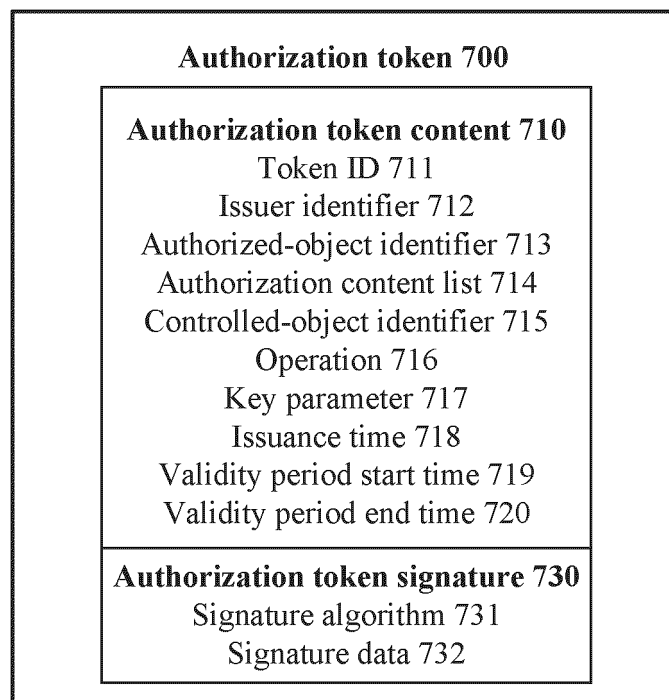 Authorization token 700
Authorization token content 710
Token ID 711
Issuer identifier 712
Authorized-object identifier 713
Authorization content list 714
Controlled-object identifier 715
Operation 716
Key parameter 717
Issuance time 718
Validity period start time 719
Validity period end time 720
Authorization token signature 730
Signature algorithm 731
Signature data 732